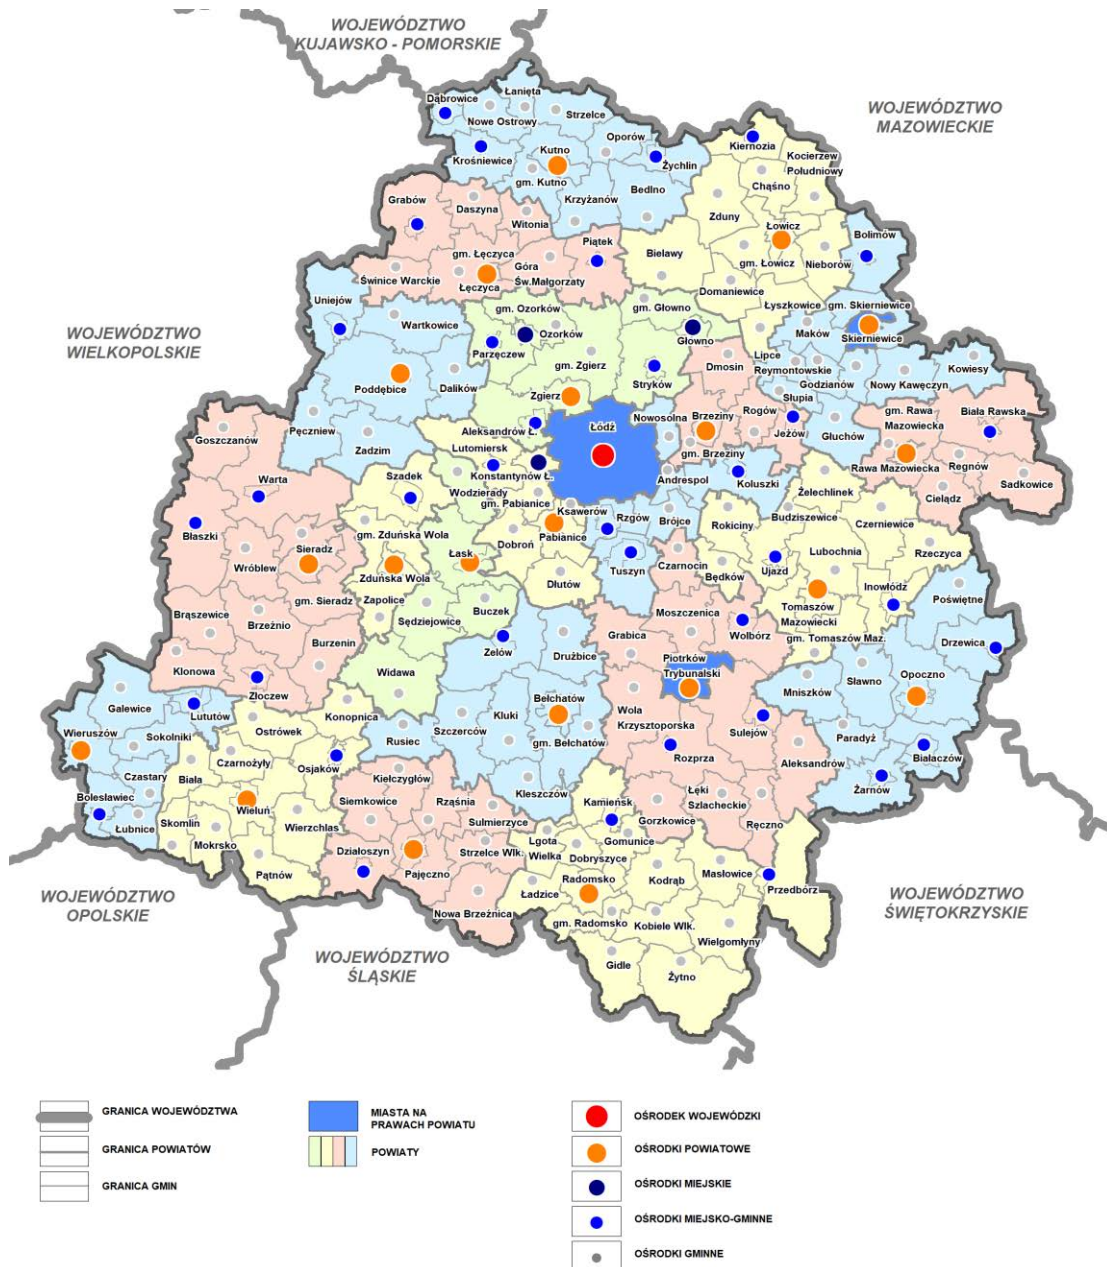 WOJEWÓDZTWO
KUJAWSKO - POMORSKIE
WOJEWÓDZTWO
MAZOWIECKIE
Dąbrowice
Łanięta
Nowe Ostrowy
Strzelce
Krośniewice
Kutno
gm. Kutno
Oporów
Żychlin
Krzyżanów
Bedlno
Kiernozia
Kocierzew
Południowy
Chąśno
Zduny
Łowicz
gm. Łowicz
Nieborów
Bielawy
Domaniewice
Łyszkowice
Bolimów
Grabów
Daszyna
Witonia
gm. Łęczyca
Łęczyca
Góra
Św.Małgorzaty
Piątek
Świnice Warckie
WOJEWÓDZTWO
WIELKOPOLSKIE
Uniejów
Wartkowice
Poddębice
Dalików
Pęczniew
Zadzim
gm. Ozorków
Ozorków
Parzęczew
gm. Zgierz
Zgierz
gm. Głowno
Głowno
Stryków
Aleksandrów Ł.
gm. Skierniewice
Skierniewice
Maków
Lipce
Reymontowskie
Godzianów
Słupia
Nowy Kawęczyn
Kowiesy
Głuchów
Dmosin
Brzeziny
gm. Brzeziny
Rogów
Jeżów
gm. Rawa
Mazowiecka
Rawa Mazowiecka
Biała Rawska
Regnów
Sadkowice
Cielądz
Łódź
Nowosolna
Andrespol
Koluszki
Brójce
Rzgów
Tuszyn
Goszczanów
Warta
Błaszki
Sieradz
Wróblew
gm. Sieradz
Brąszewice
Brzeźnio
Burzenin
Klonowa
Złoczew
Lutomiersk
Konstantynów Ł.
gm. Pabianice
Ksawerów
Pabianice
Dobroń
Dłutów
Szadek
gm. Zduńska Wola
Zduńska Wola
Zapolice
Wodzierady
Łask
Buczek
Sędziejowice
Widawa
Żelechlinek
Rokiciny
Budziszewice
Czerniewice
Rzeczyca
Lubochnia
Ujazd
Będków
Inowłódz
Tomaszów
Mazowiecki
gm. Tomaszów Maz.
Czarnocin
Moszczenica
Wolbórz
Grabica
Piotrków
Trybunalski
Wola
Krzysztoporska
Sulejów
Rozprza
Aleksandrów
Łęki
Szlacheckie
Gorzkowice
Ręczno
Poświętne
Drzewica
Opoczno
Sławno
Mniszków
Paradyż
Białaczów
Żarnów
Zelów
Drużbice
Bełchatów
gm. Bełchatów
Kluki
Szczerców
Rusiec
Kleszczów
Galewice
Lututów
Wieruszów
Sokolniki
Czastary
Bolesławiec
Łubnice
Konopnica
Ostrówek
Czarnożyły
Osjaków
Biała
Wieluń
Wierzchlas
Skomlin
Mokrsko
Pątnów
Kiełczygłów
Siemkowice
Rząśnia
Sulmierzyce
Działoszyn
Pajęczno
Strzelce Wlk.
Nowa Brzeźnica
Kamieńsk
Lgota
Wielka
Gomunice
Dobryszyce
Ładzice
Radomsko
gm. Radomsko
Kodrąb
Masłowice
Przedbórz
Kobiele Wlk.
Wielgomłyny
Gidle
Żytno
WOJEWÓDZTWO
OPOLSKIE
WOJEWÓDZTWO
ŚLĄSKIE
WOJEWÓDZTWO
ŚWIĘTOKRZYSKIE
GRANICA WOJEWÓDZTWA
GRANICA POWIATÓW
GRANICA GMIN
MIASTA NA
PRAWACH POWIATU
POWIATY
OŚRODEK WOJEWÓDZKI
OŚRODKI POWIATOWE
OŚRODKI MIEJSKIE
OŚRODKI MIEJSKO-GMINNE
OŚRODKI GMINNE